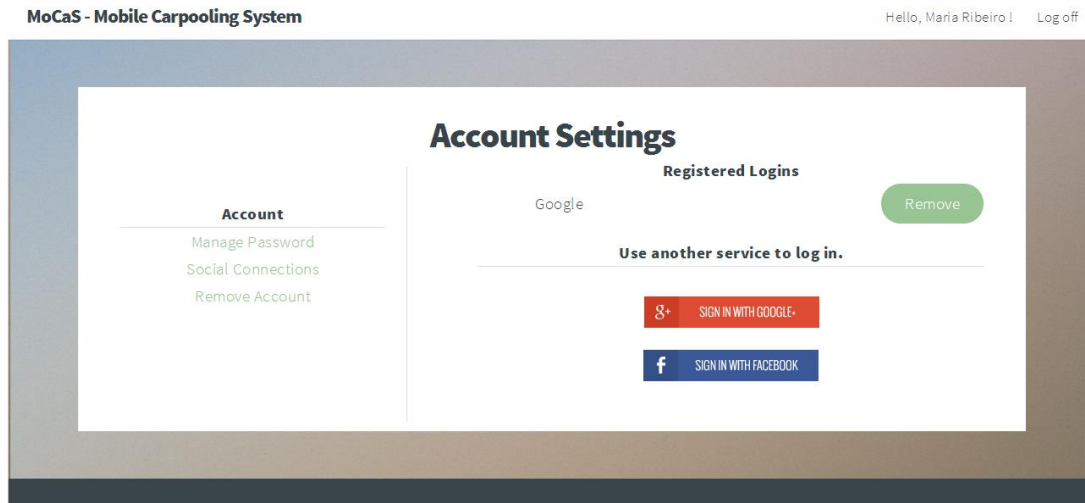 MoCaS - Mobile Carpooling System
Hello, Maria Ribeiro ! Log off
Account Settings
Account
Manage Password
Social Connections
Remove Account
Registered Logins
Google Remove
Use another service to log in.
g+ SIGN IN WITH GOOGLE+
f SIGN IN WITH FACEBOOK